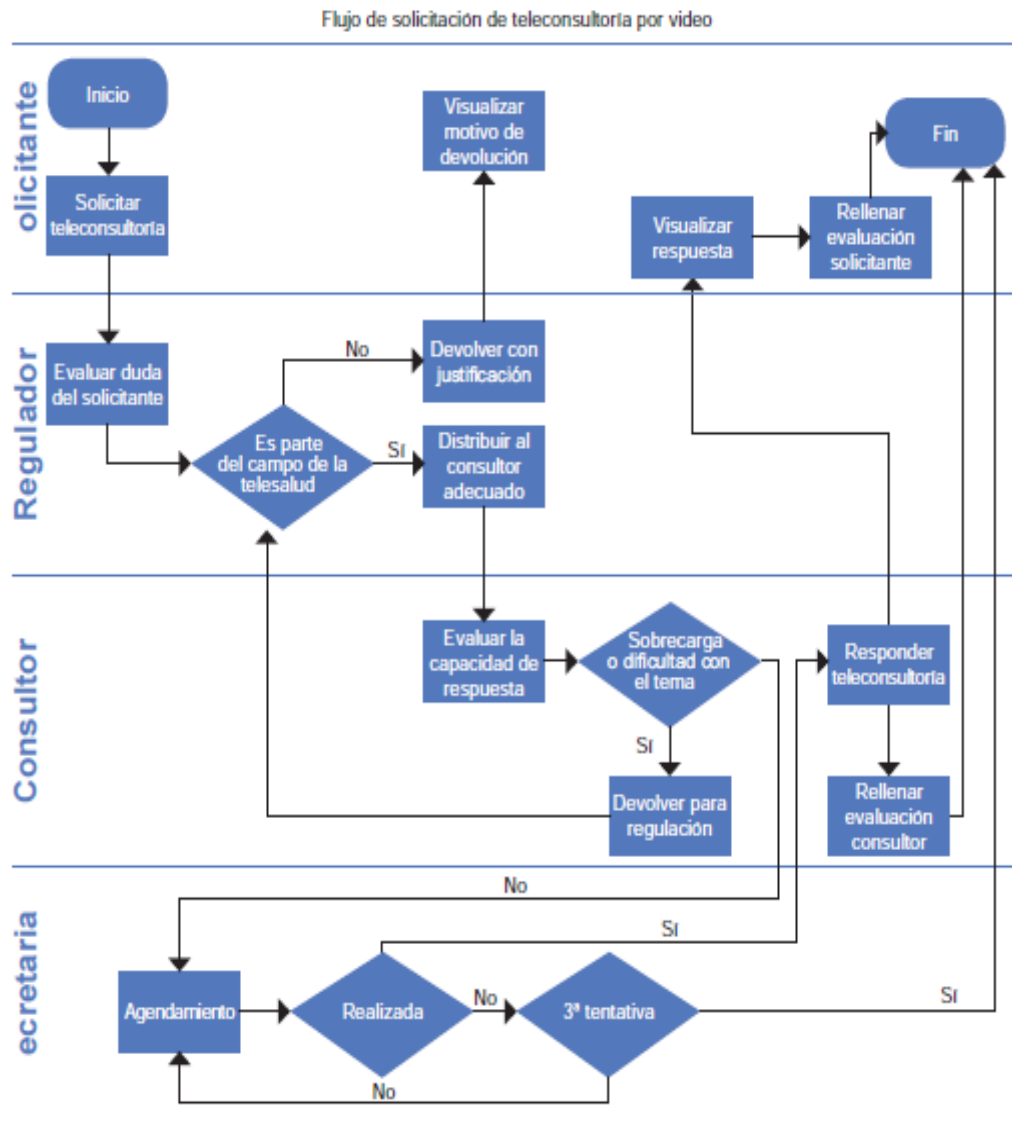 Flujo de solicitación de teleconsultoría por video
olicitante
Inicio
Solicitar
teleconsultoría
Visualizar
motivo de
devolución
Visualizar
respuesta
Rellenar
evaluación
solicitante
Fin
Regulador
Evaluar duda
del solicitante
Es parte
del campo de la
telesalud
No
Sí
Devolver con
justificación
Distribuir al
consultor
adecuado
Consultor
Evaluar la
capacidad de
respuesta
Sobrecarga
o dificultad con
el tema
Sí
Devolver para
regulación
Responder
teleconsultoría
Rellenar
evaluación
consultor
ecretaria
No
Sí
Agendamiento
Realizada
No
3ª tentativa
Sí
No